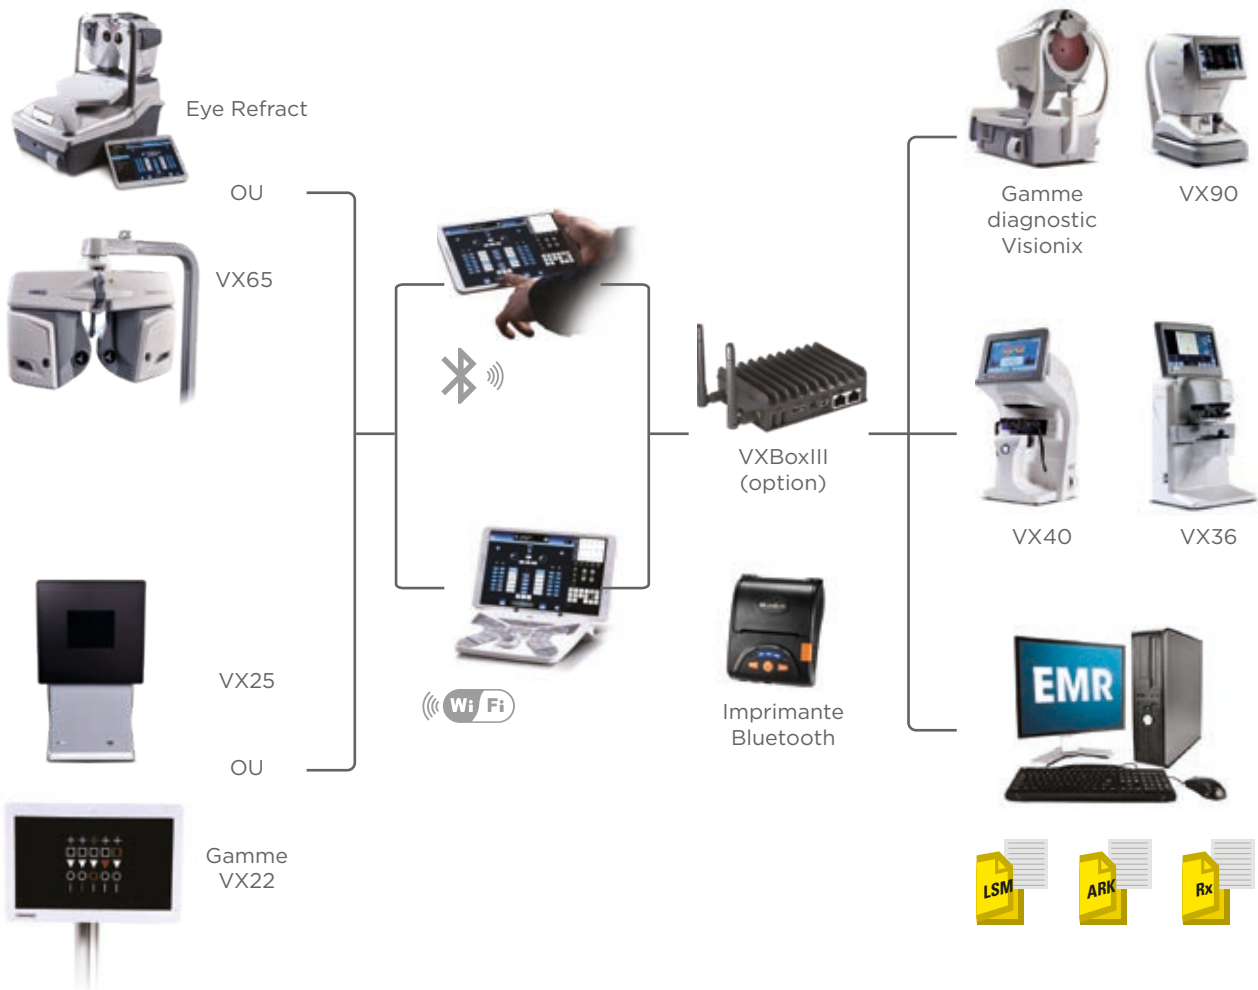 Eye Refract
OU
VX65
VX25
OU
Gamme
VX22
Wi Fi
VXBoxIII
(option)
Imprimante
Bluetooth
Gamme
diagnostic
Visionix
VX90
VX40
VX36
EMR
LSM
ARK
Rx